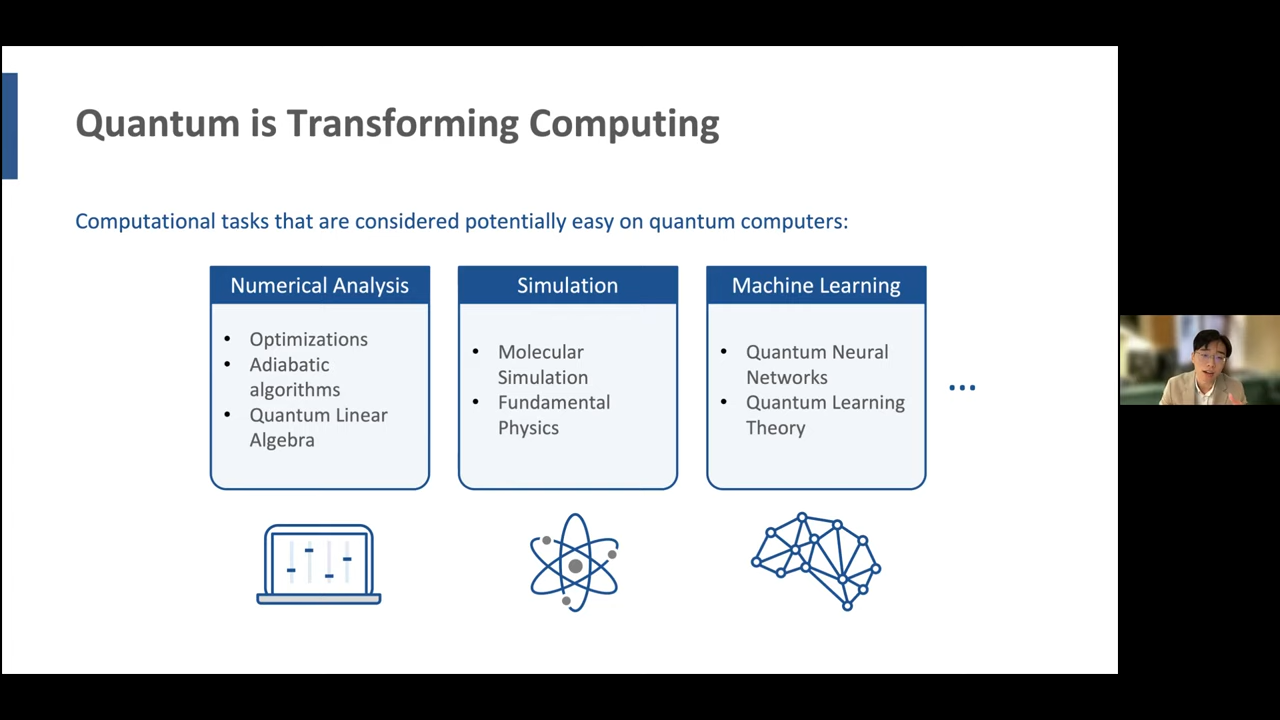 Quantum is Transforming Computing
Computational tasks that are considered potentially easy on quantum computers:
Numerical Analysis
• Optimizations
• Adiabatic
algorithms
• Quantum Linear
Algebra
Simulation
• Molecular
Simulation
• Fundamental
Physics
Machine Learning
• Quantum Neural
Networks
• Quantum Learning
Theory
...